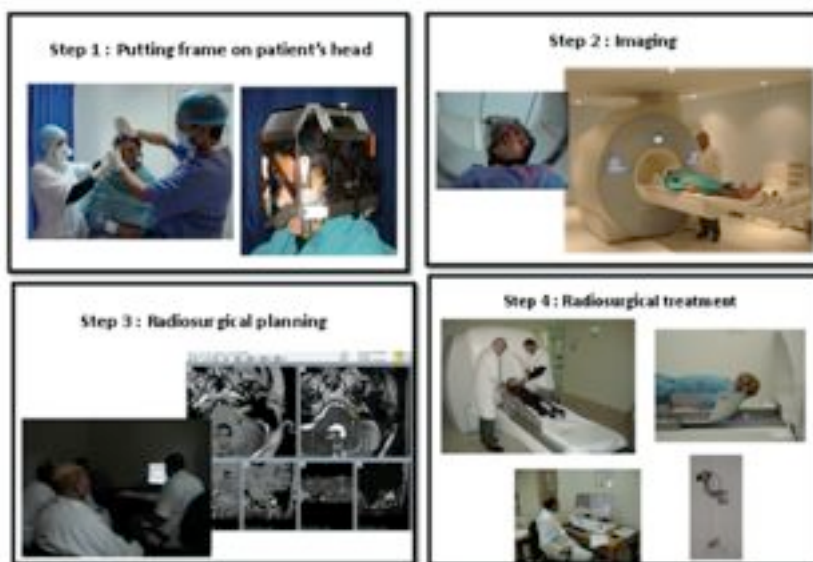 Step 1 : Putting frame on patient's head
Step 2 : Imaging
Step 3 : Radiosurgical planning
Step 4 : Radiosurgical treatment